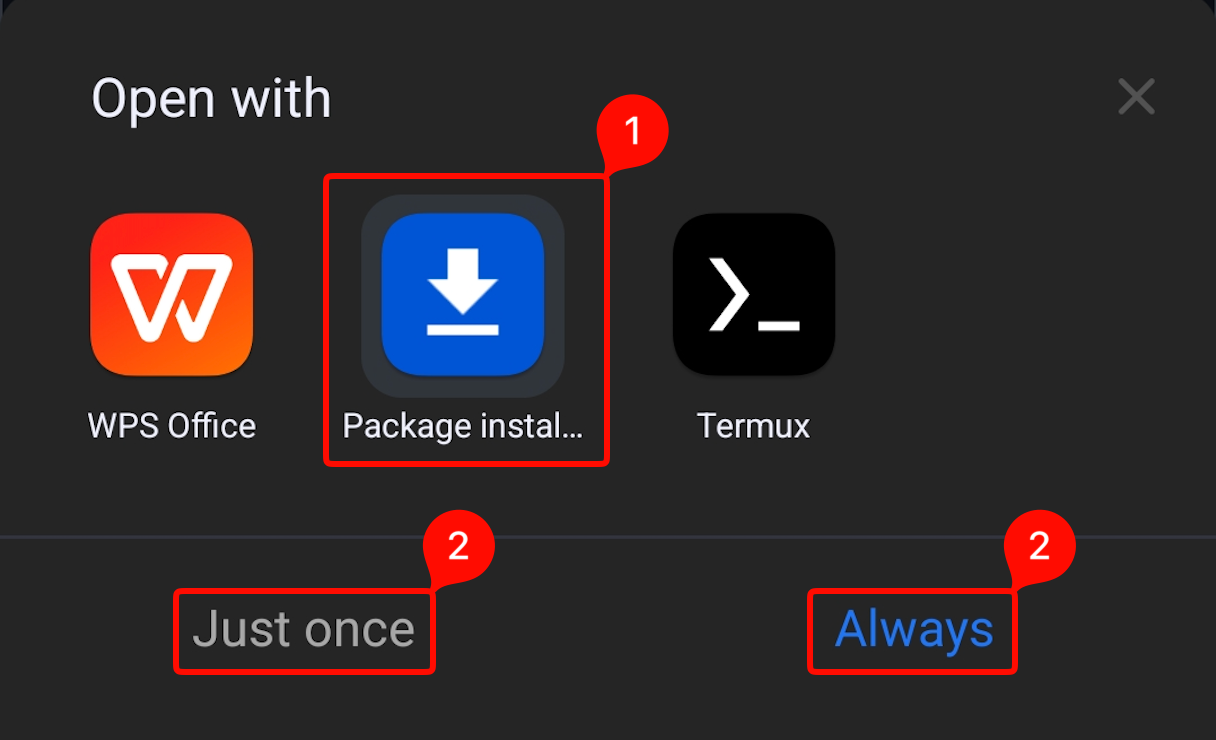 Open with
1
WPS Office
Package instal...
Termux
2
2
Just once
Always